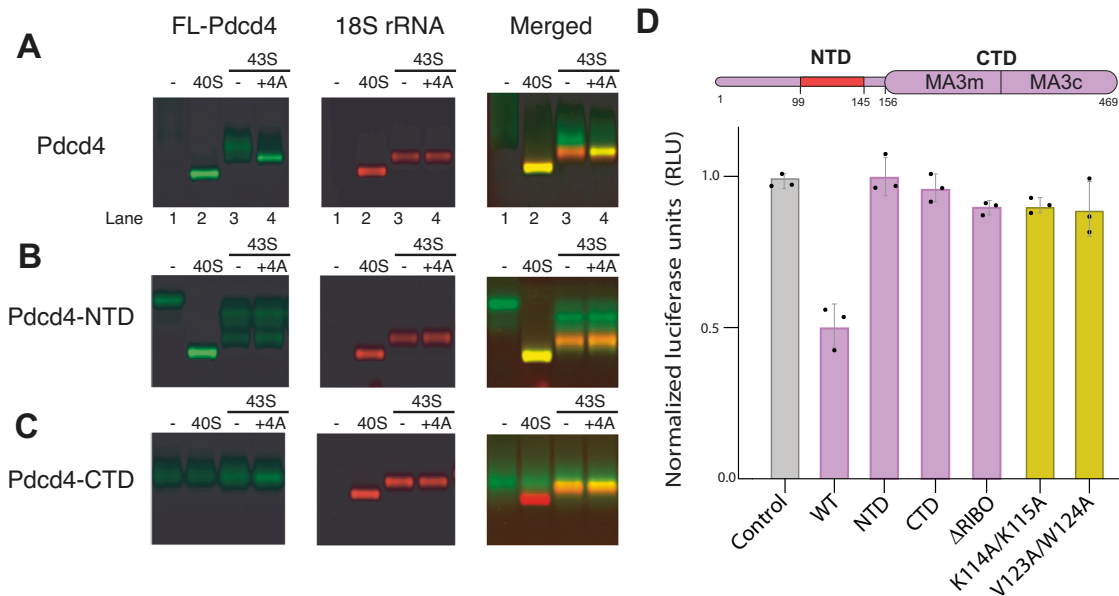 FL-Pdcd4 18S rRNA Merged
A
43S 43S 43S
- 40S - +4A - 40S - +4A - 40S - +4A
Pdcd4
Lane 1 2 3 4 1 2 3 4 1 2 3 4
B
43S 43S 43S
- 40S - +4A - 40S - +4A - 40S - +4A
Pdcd4-NTD
C
43S 43S 43S
- 40S - +4A - 40S - +4A - 40S - +4A
Pdcd4-CTD
D
NTD CTD
MA3m MA3c
1 99 145 156 469
Normalized luciferase units (RLU)
1.0
0.5
0.0
Control
WT
NTD
CTD
ΔRIBO
K114A/K115A
V123A/W124A